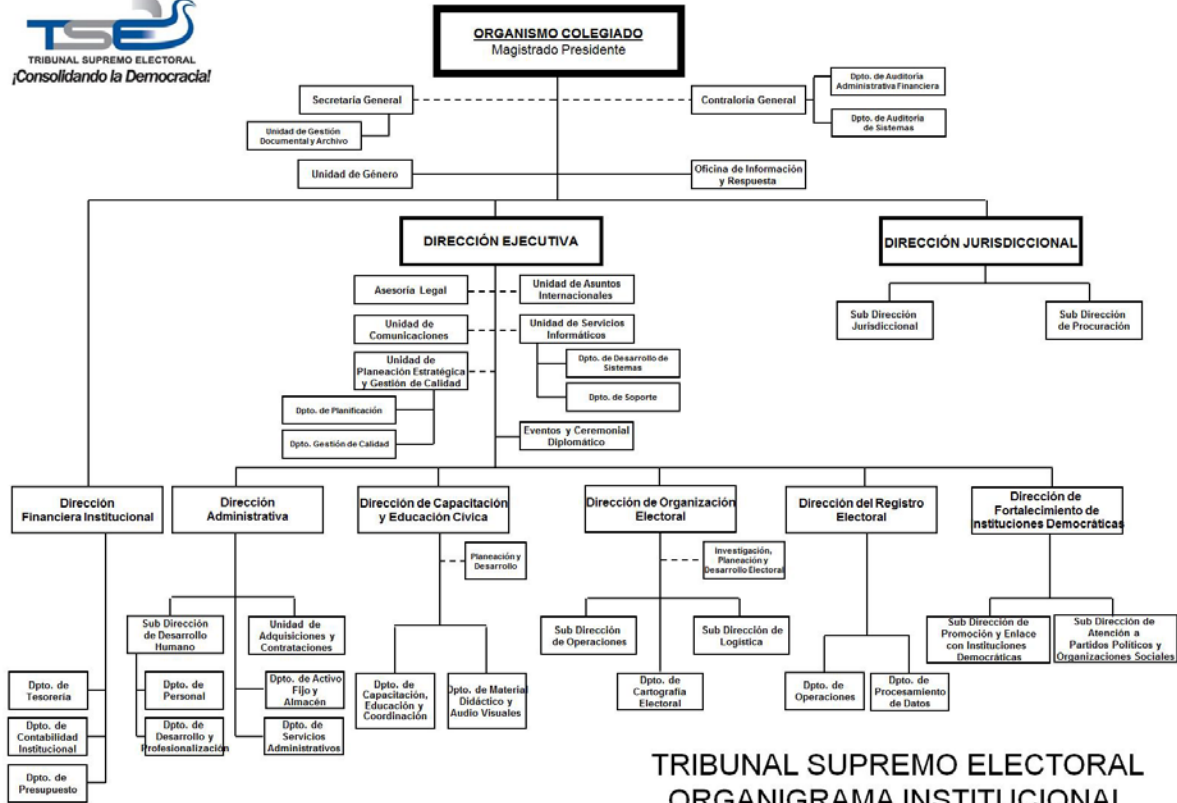 TSE
TRIBUNAL SUPREMO ELECTORAL
¡Consolidando la Democracia!
ORGANISMO COLEGIADO
Magistrado Presidente
Secretaría General
Contraloría General
Dpto. de Auditoría
Administrativa Financiera
Unidad de Gestión
Documental y Archivo
Dpto. de Auditoría
de Sistemas
Unidad de Género
Oficina de Información
y Respuesta
DIRECCIÓN EJECUTIVA
DIRECCIÓN JURISDICCIONAL
Asesoría Legal
Unidad de Asuntos
Internacionales
Sub Dirección
Jurisdiccional
Sub Dirección
de Procuración
Unidad de
Comunicaciones
Unidad de Servicios
Informáticos
Unidad de
Planeación Estratégica
y Gestión de Calidad
Dpto. de Desarrollo de
Sistemas
Dpto. de Soporte
Dpto. de Planificación
Dpto. Gestión de Calidad
Eventos y Ceremonial
Diplomático
Dirección
Financiera Institucional
Dirección
Administrativa
Dirección de Capacitación
y Educación Cívica
Dirección de Organización
Electoral
Dirección del Registro
Electoral
Dirección de
Fortalecimiento de
nstituciones Democráticas
Planeación y
Desarrollo
Investigación,
Planeación y
Desarrollo Electoral
Sub Dirección
de Desarrollo
Humano
Unidad de
Adquisiciones y
Contrataciones
Sub Dirección
de Operaciones
Sub Dirección de
Logística
Sub Dirección de
Promoción y Enlace
con Instituciones
Democráticas
Sub Dirección de
Atención a
Partidos Políticos y
Organizaciones Sociales
Dpto. de
Tesorería
Dpto. de
Personal
Dpto. de Activo
Fijo y
Almacén
Dpto. de
Capacitación,
Educación y
Coordinación
Dpto. de Material
Didáctico y
Audio Visuales
Dpto. de
Cartografía
Electoral
Dpto. de
Operaciones
Dpto. de
Procesamiento
de Datos
Dpto. de
Contabilidad
Institucional
Dpto. de
Desarrollo y
Profesionalización
Dpto. de
Servicios
Administrativos
Dpto. de
Presupuesto
TRIBUNAL SUPREMO ELECTORAL
ORGANIGRAMA INSTITUCIONAL